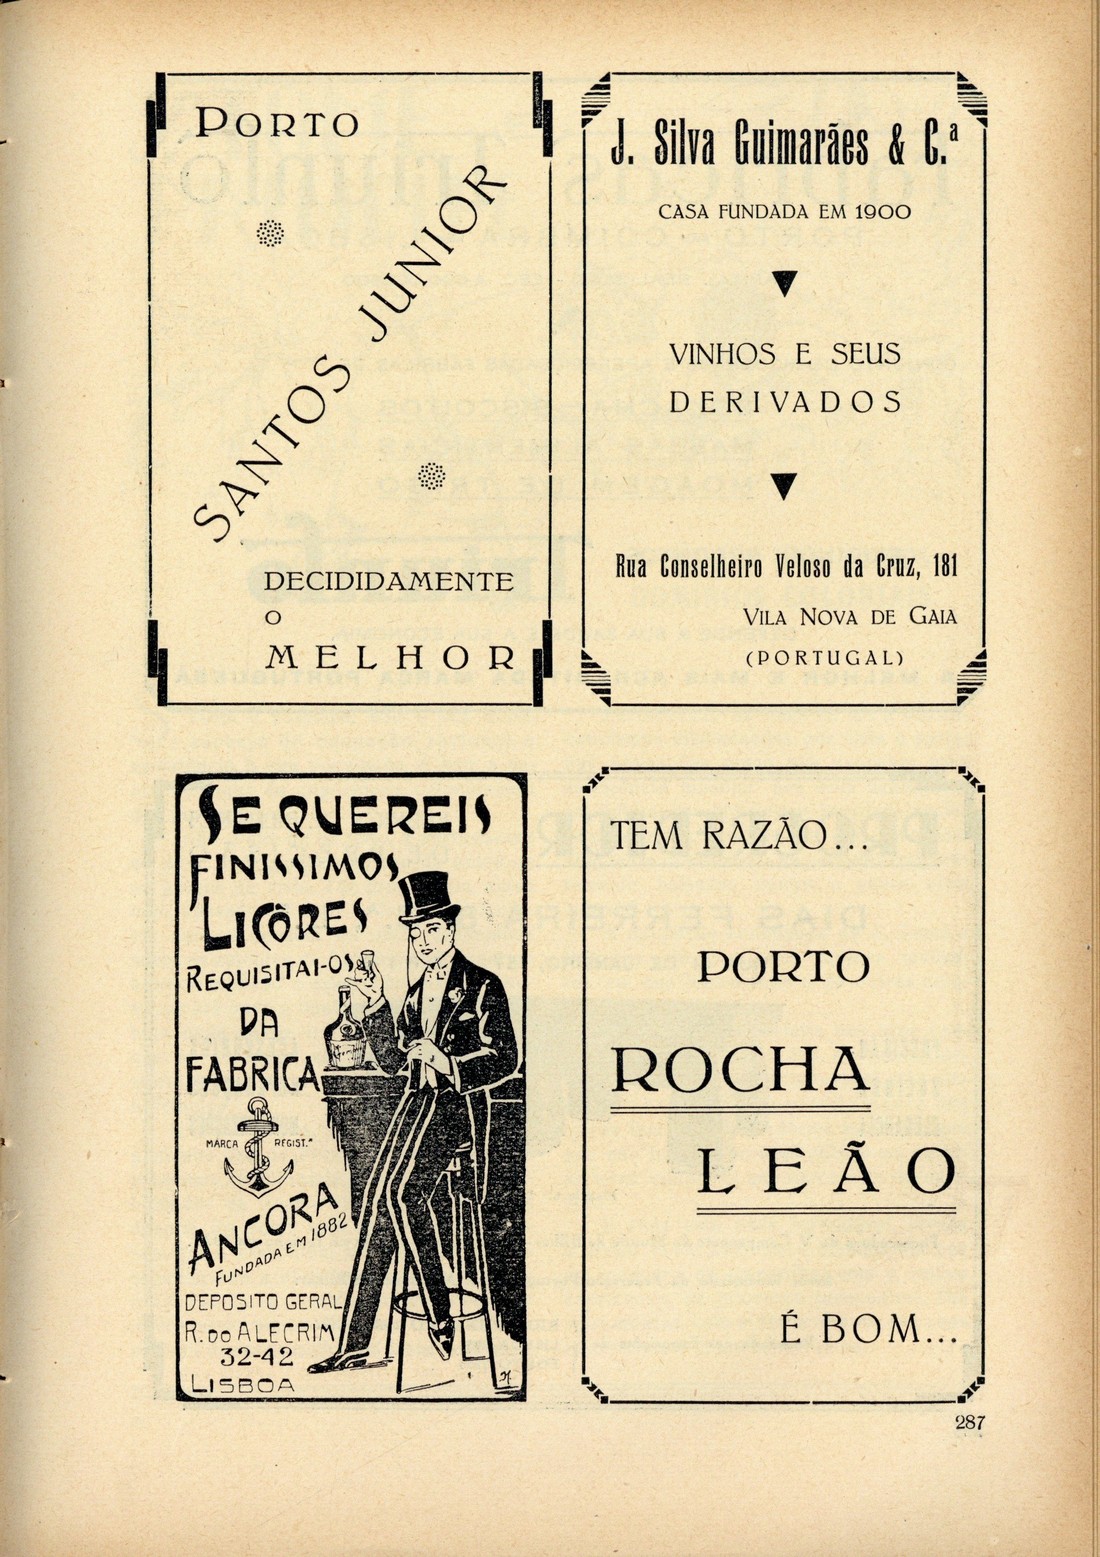 PORTO
SANTOS JUNIOR
DECIDIDAMENTE
O
MELHOR
J. Silva Guimarães & C.ª
CASA FUNDADA EM 1900
VINHOS E SEUS
DERIVADOS
Rua Conselheiro Veloso da Cruz, 181
VILA NOVA DE GAIA
(PORTUGAL)
SE QUEREIS
FINISSIMOS
LICÔRES
REQUISITAI-OS
DA
FABRICA
MARCA REGIST.ª
ANCORA
FUNDADA EM 1882
DEPOSITO GERAL
R. DO ALECRIM
32-42
LISBOA
TEM RAZÃO...
PORTO
ROCHA
LEÃO
É BOM...
287